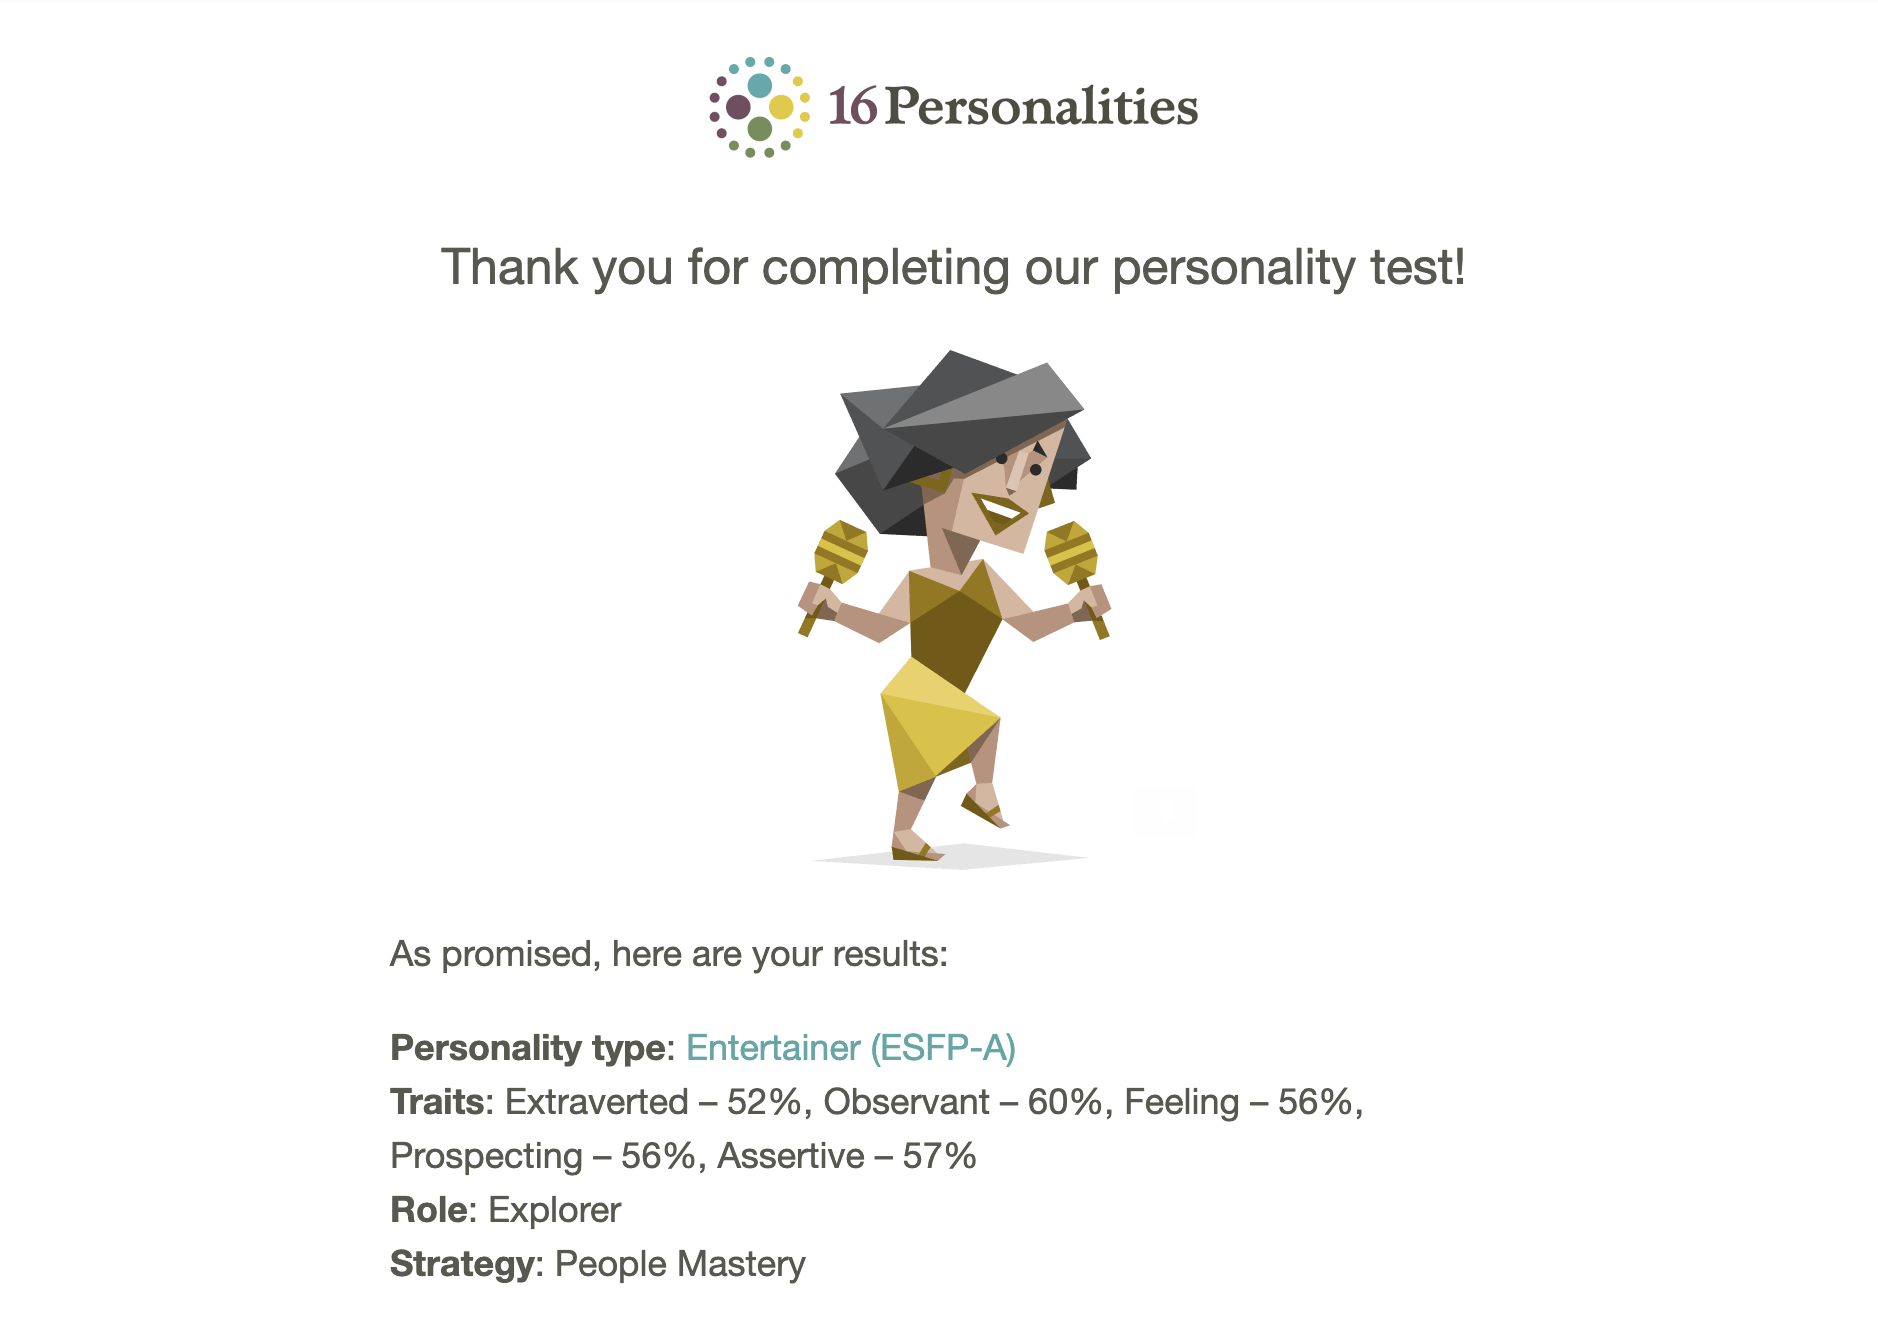 16Personalities
Thank you for completing our personality test!
As promised, here are your results:
Personality type: Entertainer (ESFP-A)
Traits: Extraverted – 52%, Observant – 60%, Feeling – 56%,
Prospecting – 56%, Assertive – 57%
Role: Explorer
Strategy: People Mastery